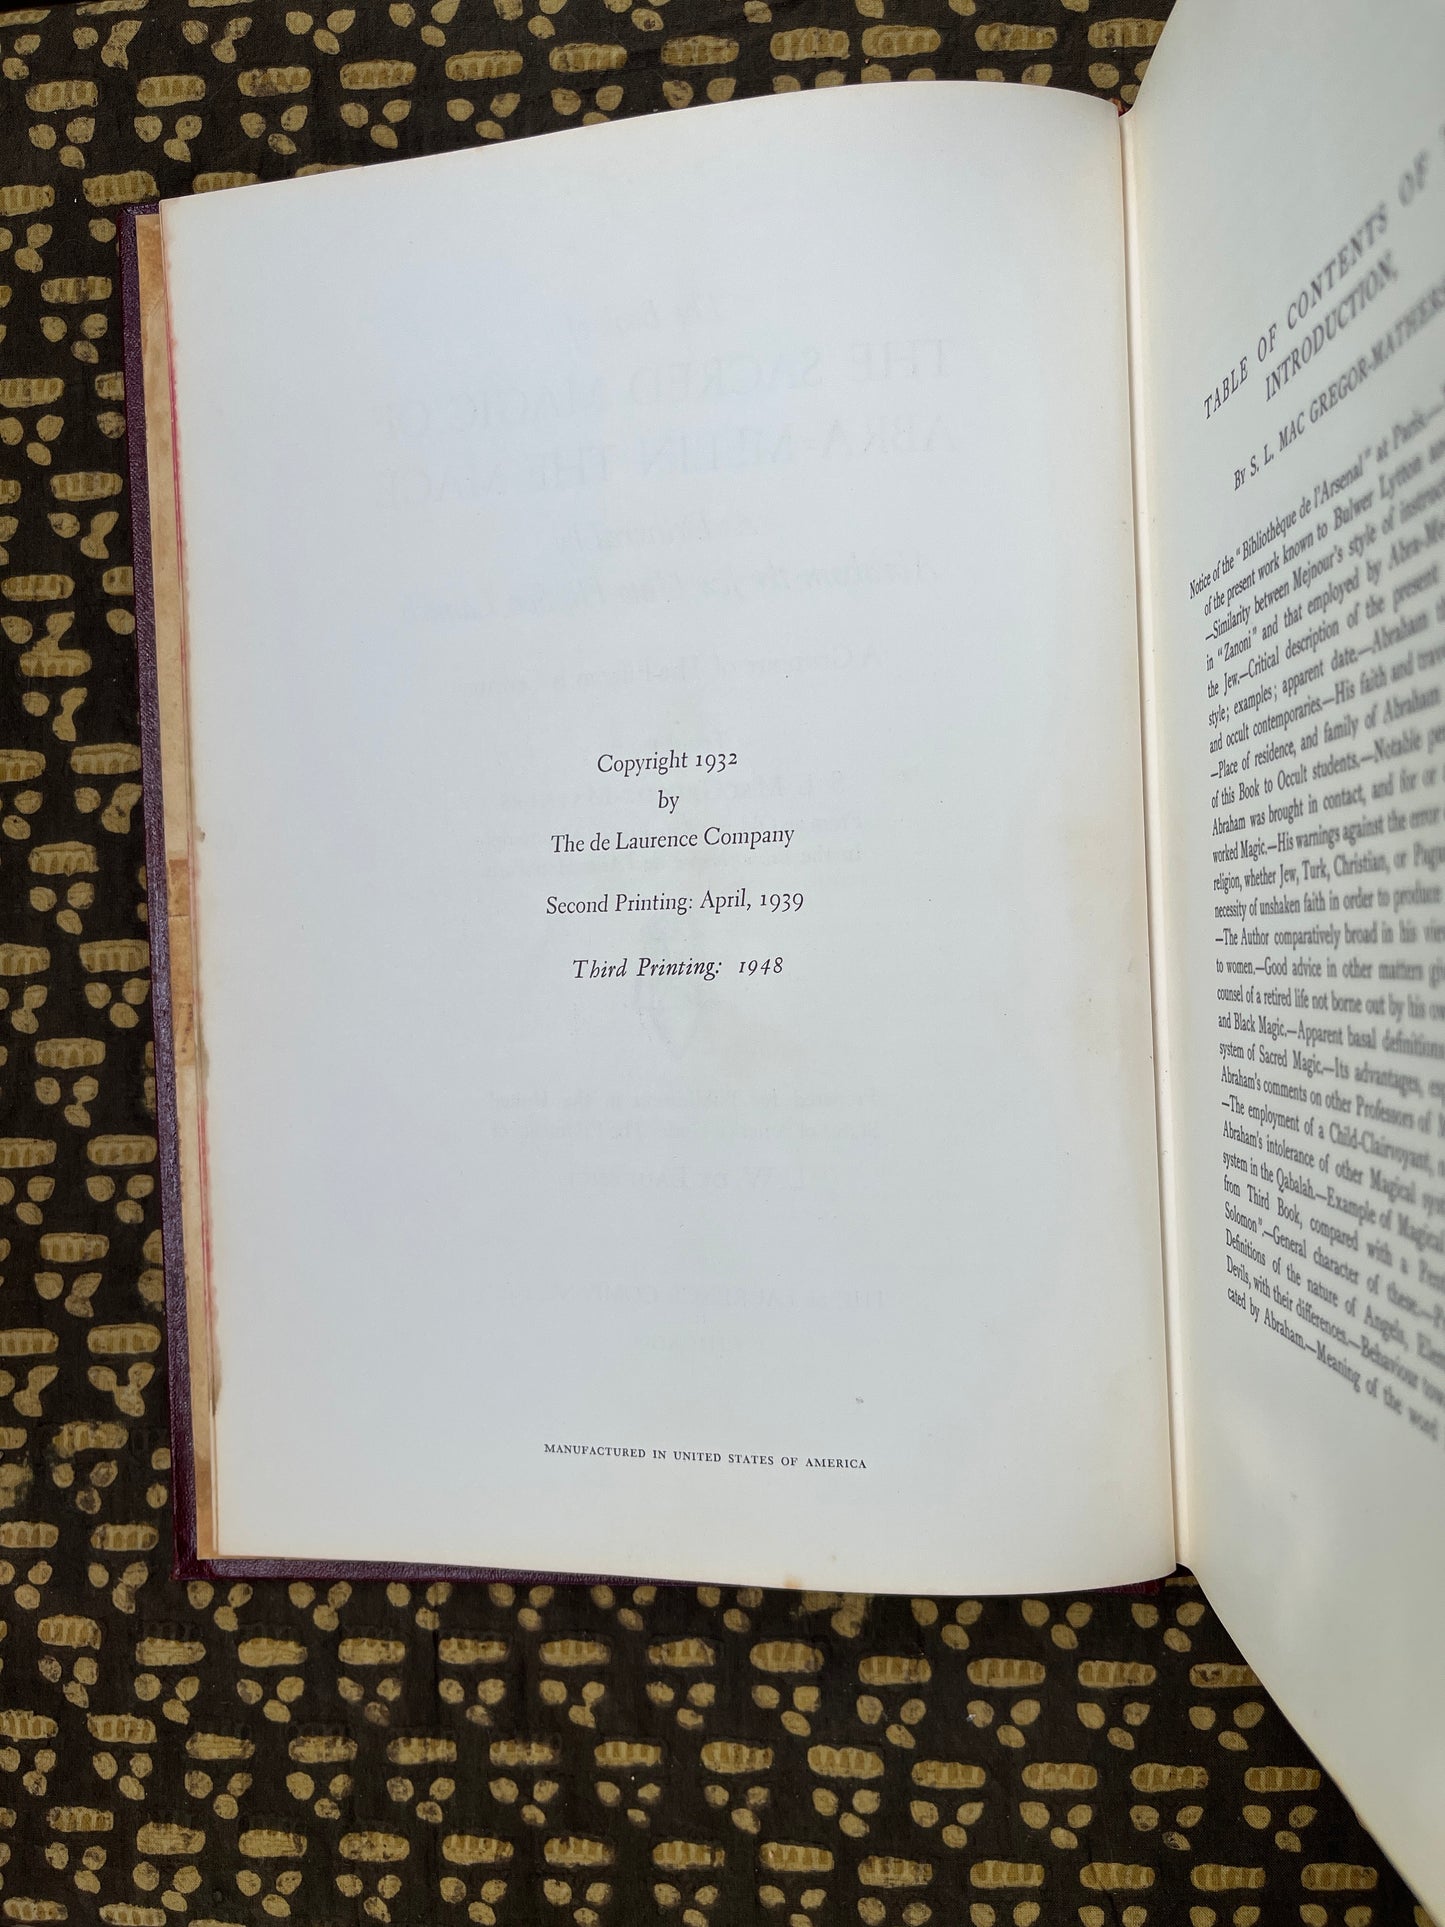 Copyright 1932
by
The de Laurence Company
Second Printing: April, 1939
Third Printing: 1948
MANUFACTURED IN UNITED STATES OF AMERICA
TABLE OF CONTENTS OF
INTRODUCTION,
BY S. L. MAC GREGOR-MATHERS
Notice of the "Bibliothèque de l'Arsenal" at Paris.—
of the present work known to Bulwer Lytton
—Similarity between Mejnour's style of
in "Zanoni" and that employed by
the Jew.—Critical description of the present
style; examples; apparent date.—Abraham
and occult contemporaries.—His faith and
—Place of residence, and family of Abraham
of this Book to Occult students.—Notable
Abraham was brought in contact, and for or
worked Magic.—His warnings against the error
religion, whether Jew, Turk, Christian, or
necessity of unshaken faith in order to produce
—The Author comparatively broad in his
to women.—Good advice in other matters
counsel of a retired life not borne out by his
and Black Magic.—Apparent basal
system of Sacred Magic.—Its advantages,
Abraham's comments on other Professors of
—The employment of a Child-Clairvoyant,
Abraham's intolerance of other Magical
system in the Qabalah.—Example of Magical
from Third Book, compared with a
Solomon".—General character of these.—
Definitions of the nature of Angels,
Devils, with their differences.—Behaviour
cated by Abraham.—Meaning of the word